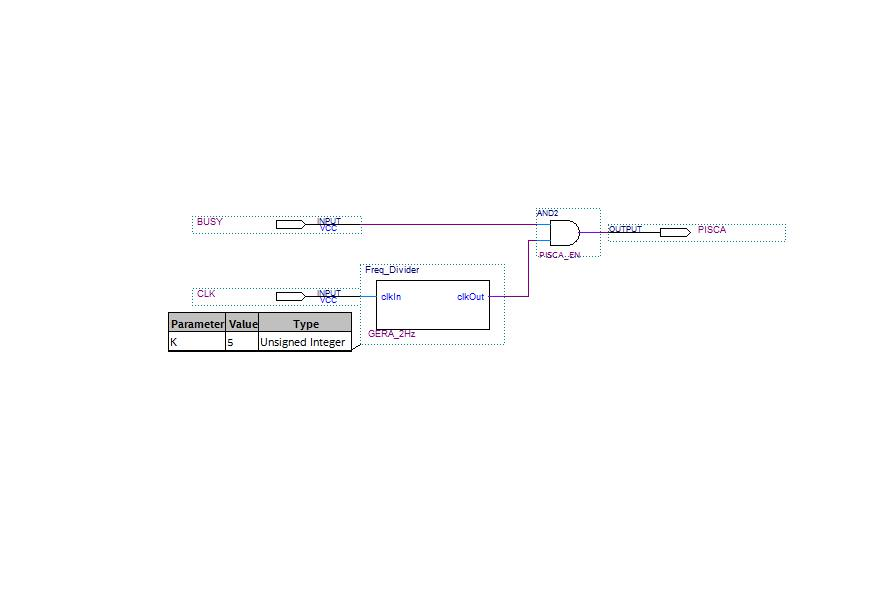 AND2
BUSY
INPUT
VCC
OUTPUT
PISCA
PISCA_EN
Freq_Divider
CLK
INPUT
VCC
clkIn
clkOut
GERA_2Hz
Parameter Value Type
K 5 Unsigned Integer